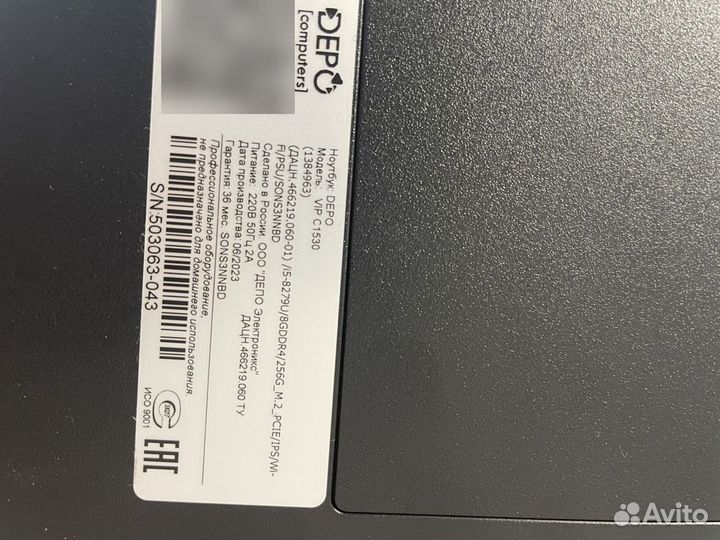 DEPO
[computers]
Ноутбук DEPO
Модель: VIP C1530
(1384963)
(ДАЦН.466219.060-01) /i5-8279U/8GDDR4/256G_M.2_PCIE/IPS/Wi-
Fi/PSU/SONS3NNBD
Сделано в России, ООО "ДЕПО Электроникс"
Питание: 220В 50Гц 2А ДАЦН.466219.060 ТУ
Дата производства: 06/2023
Гарантия: 36 мес. SONS3NNBD
Профессиональное оборудование,
не предназначено для домашнего использования.
S/N:503063-043
ИСО 9001
EAC
Avito